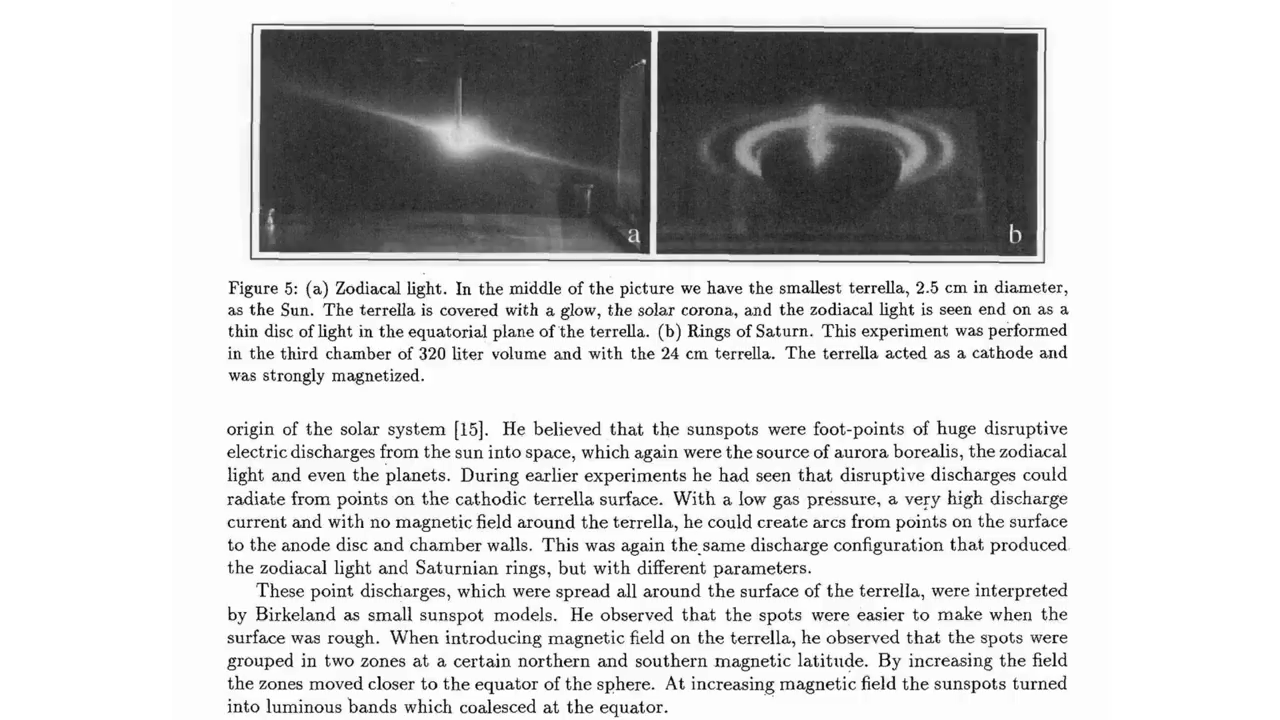 a
b
Figure 5: (a) Zodiacal light. In the middle of the picture we have the smallest terrella, 2.5 cm in diameter,
as the Sun. The terrella is covered with a glow, the solar corona, and the zodiacal light is seen end on as a
thin disc of light in the equatorial plane of the terrella. (b) Rings of Saturn. This experiment was performed
in the third chamber of 320 liter volume and with the 24 cm terrella. The terrella acted as a cathode and
was strongly magnetized.
origin of the solar system [15]. He believed that the sunspots were foot-points of huge disruptive
electric discharges from the sun into space, which again were the source of aurora borealis, the zodiacal
light and even the planets. During earlier experiments he had seen that disruptive discharges could
radiate from points on the cathodic terrella surface. With a low gas pressure, a very high discharge
current and with no magnetic field around the terrella, he could create arcs from points on the surface
to the anode disc and chamber walls. This was again the same discharge configuration that produced
the zodiacal light and Saturnian rings, but with different parameters.
These point discharges, which were spread all around the surface of the terrella, were interpreted
by Birkeland as small sunspot models. He observed that the spots were easier to make when the
surface was rough. When introducing magnetic field on the terrella, he observed that the spots were
grouped in two zones at a certain northern and southern magnetic latitude. By increasing the field
the zones moved closer to the equator of the sphere. At increasing magnetic field the sunspots turned
into luminous bands which coalesced at the equator.